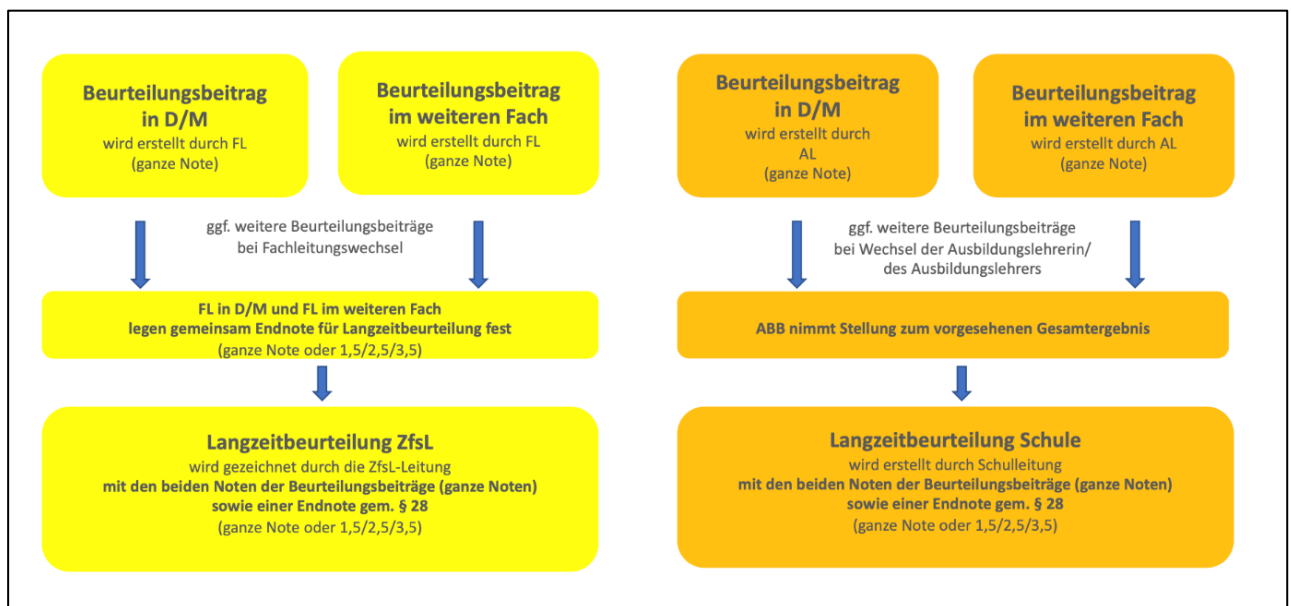 Beurteilungsbeitrag
in D/M
wird erstellt durch FL
(ganze Note)
Beurteilungsbeitrag
im weiteren Fach
wird erstellt durch FL
(ganze Note)
ggf. weitere Beurteilungsbeiträge
bei Fachleitungswechsel
FL in D/M und FL im weiteren Fach
legen gemeinsam Endnote für Langzeitbeurteilung fest
(ganze Note oder 1,5/2,5/3,5)
Langzeitbeurteilung ZfsL
wird gezeichnet durch die ZfsL-Leitung
mit den beiden Noten der Beurteilungsbeiträge (ganze Noten)
sowie einer Endnote gem. § 28
(ganze Note oder 1,5/2,5/3,5)
Beurteilungsbeitrag
in D/M
wird erstellt durch
AL
(ganze Note)
Beurteilungsbeitrag
im weiteren Fach
wird erstellt durch AL
(ganze Note)
ggf. weitere Beurteilungsbeiträge
bei Wechsel der Ausbildungslehrerin/
des Ausbildungslehrers
ABB nimmt Stellung zum vorgesehenen Gesamtergebnis
Langzeitbeurteilung Schule
wird erstellt durch Schulleitung
mit den beiden Noten der Beurteilungsbeiträge (ganze Noten)
sowie einer Endnote gem. § 28
(ganze Note oder 1,5/2,5/3,5)